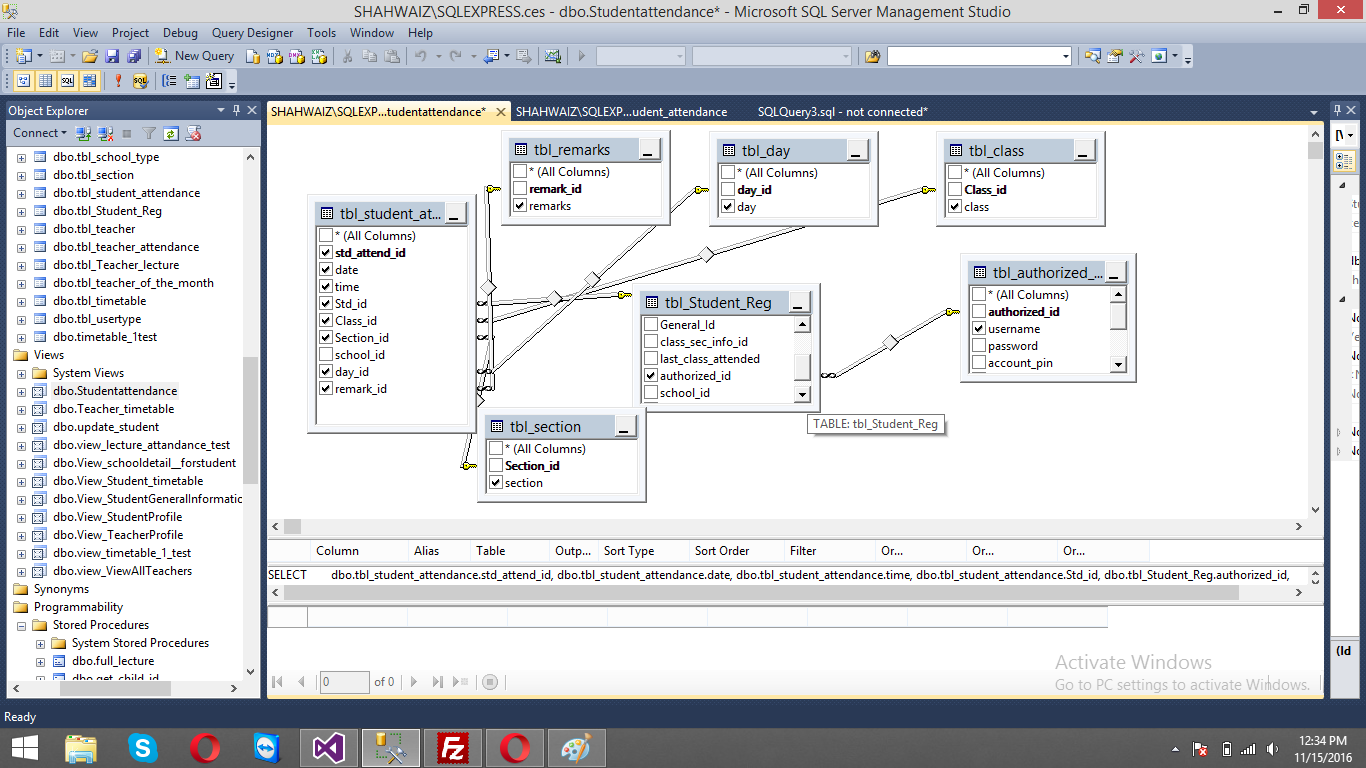 SHAHWAIZ\SQLEXPRESS.ces - dbo.Studentattendance* - Microsoft SQL Server Management Studio
File Edit View Project Debug Query Designer Tools Window Help
New Query
Object Explorer
Connect
dbo.tbl_school_type
dbo.tbl_section
dbo.tbl_student_attendance
dbo.tbl_Student_Reg
dbo.tbl_teacher
dbo.tbl_teacher_attendance
dbo.tbl_Teacher_lecture
dbo.tbl_teacher_of_the_month
dbo.tbl_timetable
dbo.tbl_usertype
dbo.timetable_1test
Views
System Views
dbo.Studentattendance
dbo.Teacher_timetable
dbo.update_student
dbo.view_lecture_attandance_test
dbo.View_schooldetail__forstudent
dbo.View_Student_timetable
dbo.View_StudentGeneralInformatic
dbo.View_StudentProfile
dbo.View_TeacherProfile
dbo.view_timetable_1_test
dbo.view_ViewAllTeachers
Synonyms
Programmability
Stored Procedures
System Stored Procedures
dbo.full_lecture
dbo.get_child_id
SHAHWAIZ\SQLEXP...tudentattendance* SHAHWAIZ\SQLEXP...udent_attendance SQLQuery3.sql - not connected*
tbl_student_at...
* (All Columns)
std_attend_id
date
time
Std_id
Class_id
Section_id
school_id
day_id
remark_id
tbl_remarks
* (All Columns)
remark_id
remarks
tbl_day
* (All Columns)
day_id
day
tbl_class
* (All Columns)
Class_id
class
tbl_Student_Reg
General_Id
class_sec_info_id
last_class_attended
authorized_id
school_id
tbl_authorized_...
* (All Columns)
authorized_id
username
password
account_pin
TABLE: tbl_Student_Reg
tbl_section
* (All Columns)
Section_id
section
Column Alias Table Outp... Sort Type Sort Order Filter Or... Or... Or...
SELECT dbo.tbl_student_attendance.std_attend_id, dbo.tbl_student_attendance.date, dbo.tbl_student_attendance.time, dbo.tbl_student_attendance.Std_id, dbo.tbl_Student_Reg.authorized_id,
0 of 0
(Id
Activate Windows
Go to PC settings to activate Windows.
Ready
12:34 PM
11/15/2016